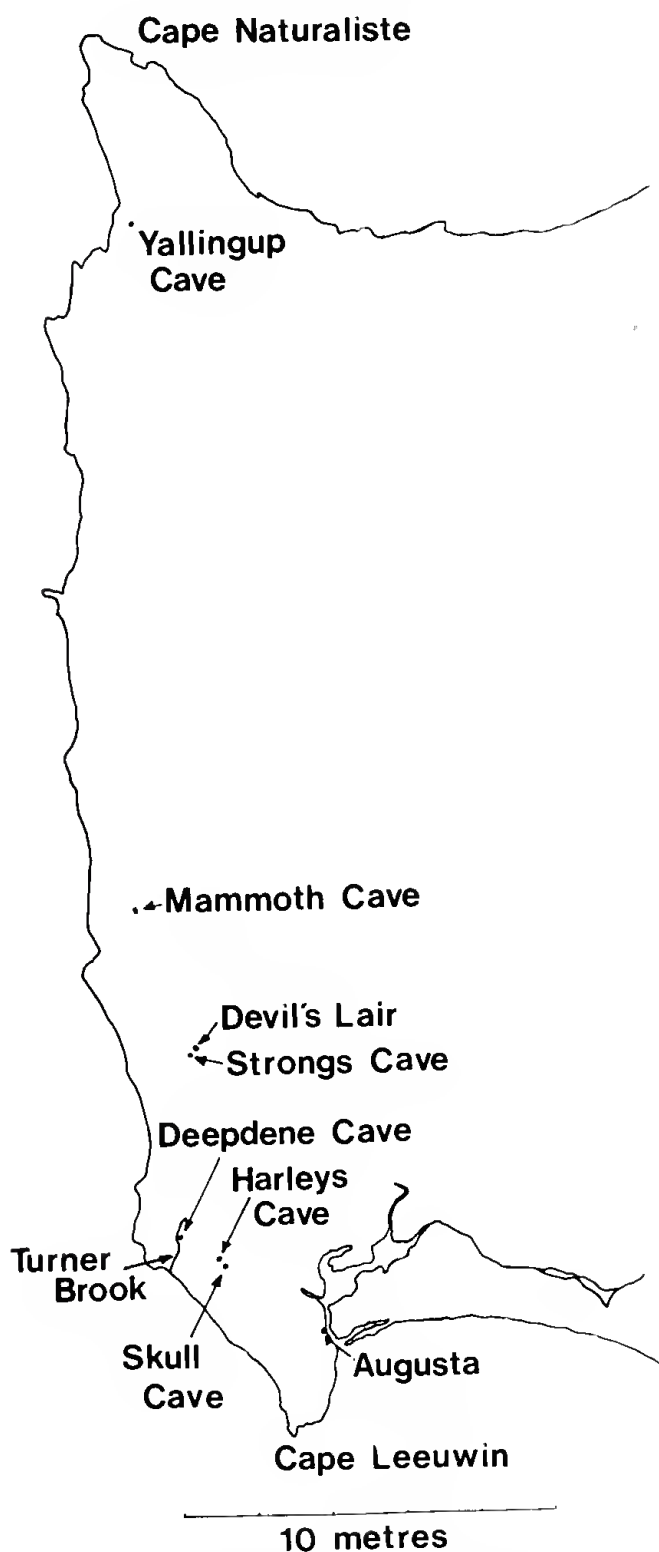 Cape Naturaliste
Yallingup
Cave
Mammoth Cave
Devil's Lair
Strongs Cave
Deepdene Cave
Harleys
Cave
Turner
Brook
Skull
Cave
Augusta
Cape Leeuwin
10 metres